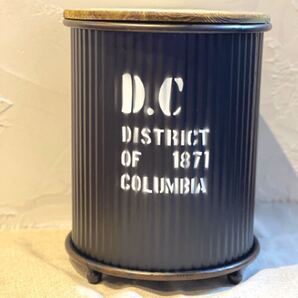 D.C
DISTRICT
OF 1871
COLUMBIA